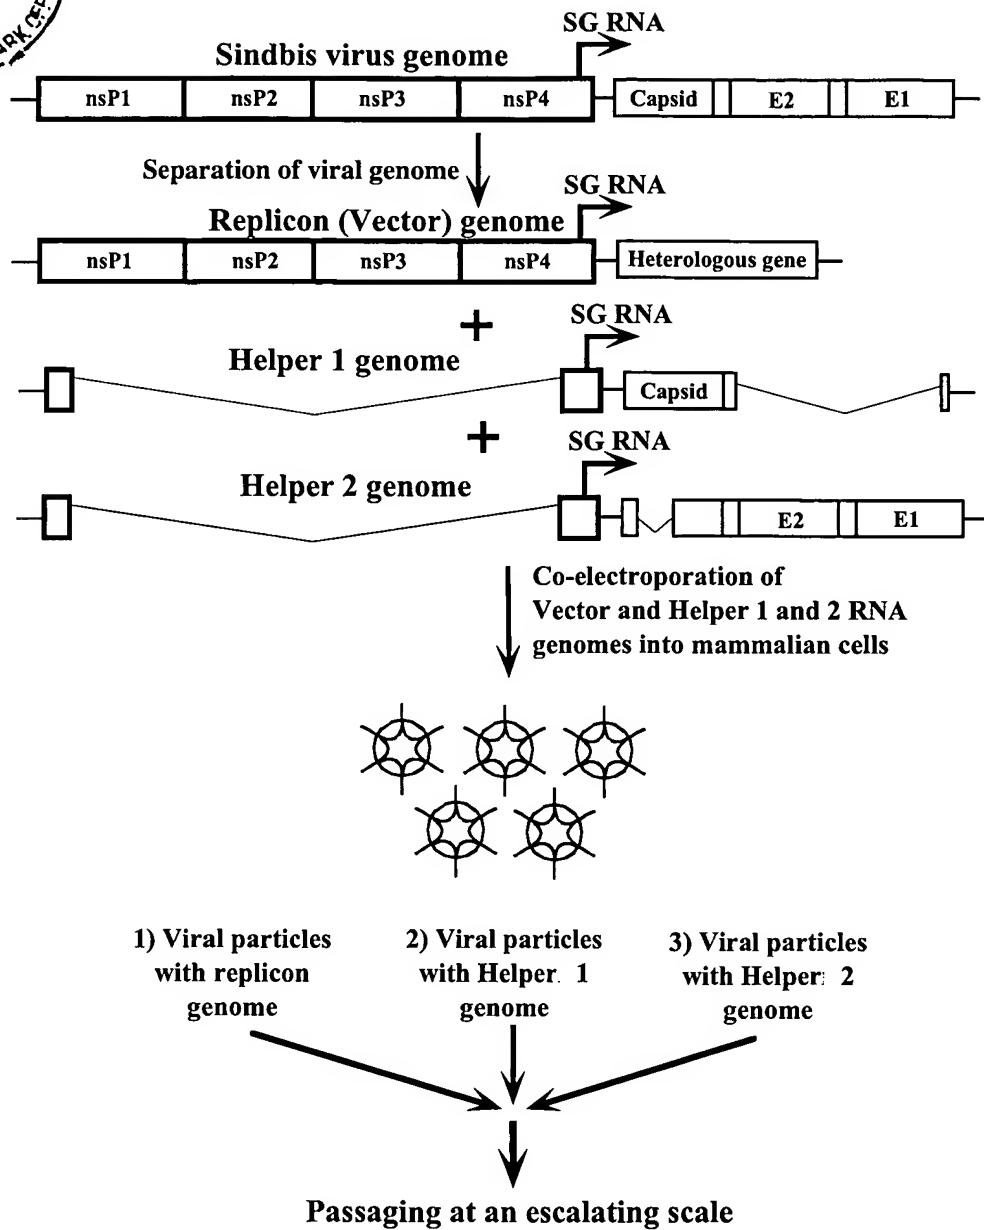 SG RNA
Sindbis virus genome
nsP1 nsP2 nsP3 nsP4 Capsid E2 E1
Separation of viral genome
SG RNA
Replicon (Vector) genome
nsP1 nsP2 nsP3 nsP4 Heterologous gene
+
SG RNA
Helper 1 genome
Capsid
+
SG RNA
Helper 2 genome
E2 E1
Co-electroporation of
Vector and Helper 1 and 2 RNA
genomes into mammalian cells
1) Viral particles
with replicon
genome
2) Viral particles
with Helper 1
genome
3) Viral particles
with Helper 2
genome
Passaging at an escalating scale